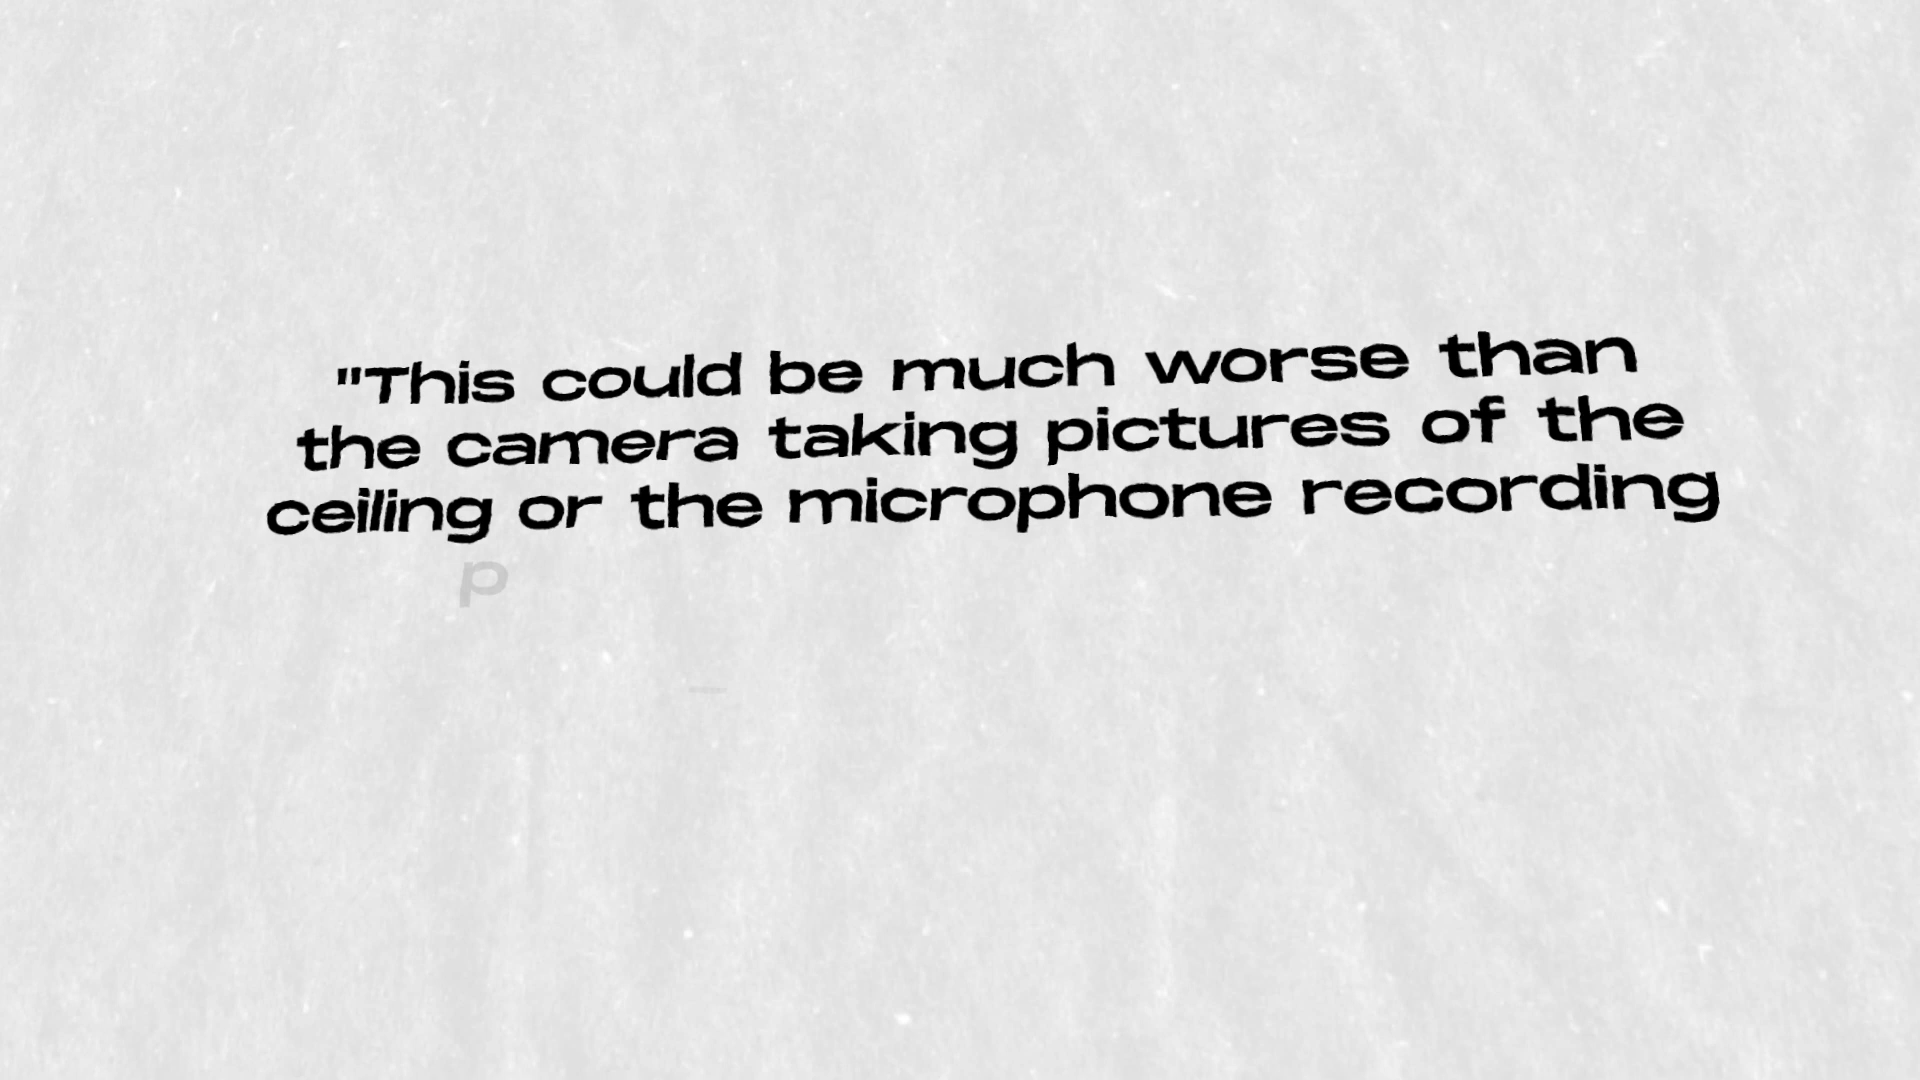 "This could be much worse than
the camera taking pictures of the
ceiling or the microphone recording
p